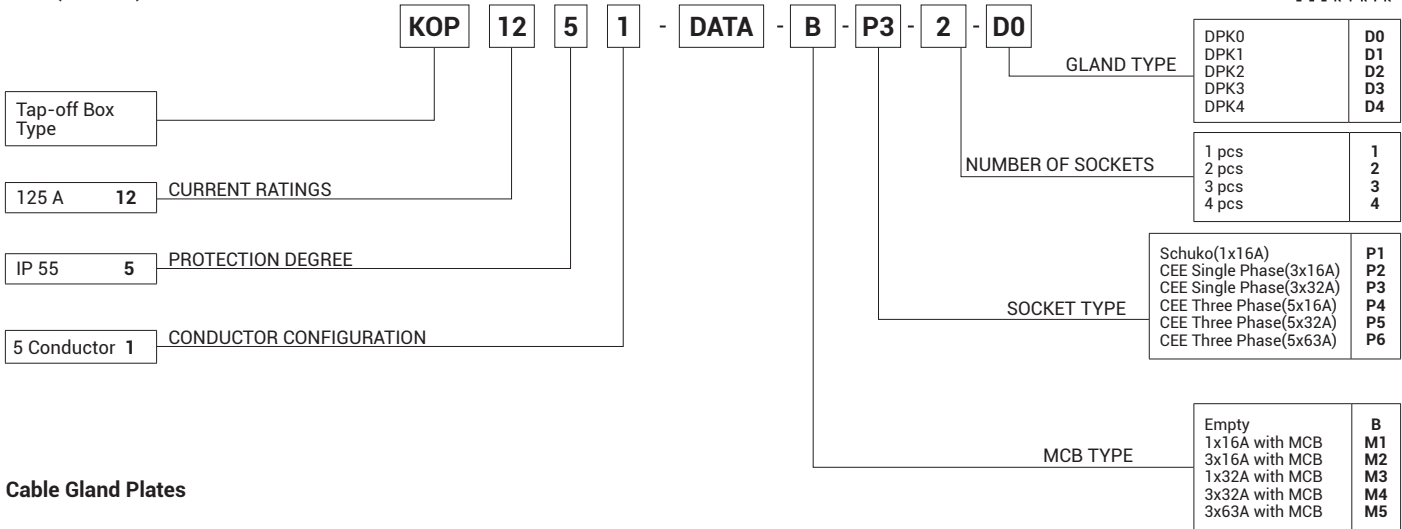 KOP 12 5 1 - DATA - B - P3 - 2 - D0
GLAND TYPE
DPK0 D0
DPK1 D1
DPK2 D2
DPK3 D3
DPK4 D4
Tap-off Box
Type
NUMBER OF SOCKETS
1 pcs 1
2 pcs 2
3 pcs 3
4 pcs 4
125 A 12 CURRENT RATINGS
IP 55 5 PROTECTION DEGREE
SOCKET TYPE
Schuko(1x16A) P1
CEE Single Phase(3x16A) P2
CEE Single Phase(3x32A) P3
CEE Three Phase(5x16A) P4
CEE Three Phase(5x32A) P5
CEE Three Phase(5x63A) P6
5 Conductor 1 CONDUCTOR CONFIGURATION
MCB TYPE
Empty B
1x16A with MCB M1
3x16A with MCB M2
1x32A with MCB M3
3x32A with MCB M4
3x63A with MCB M5
Cable Gland Plates